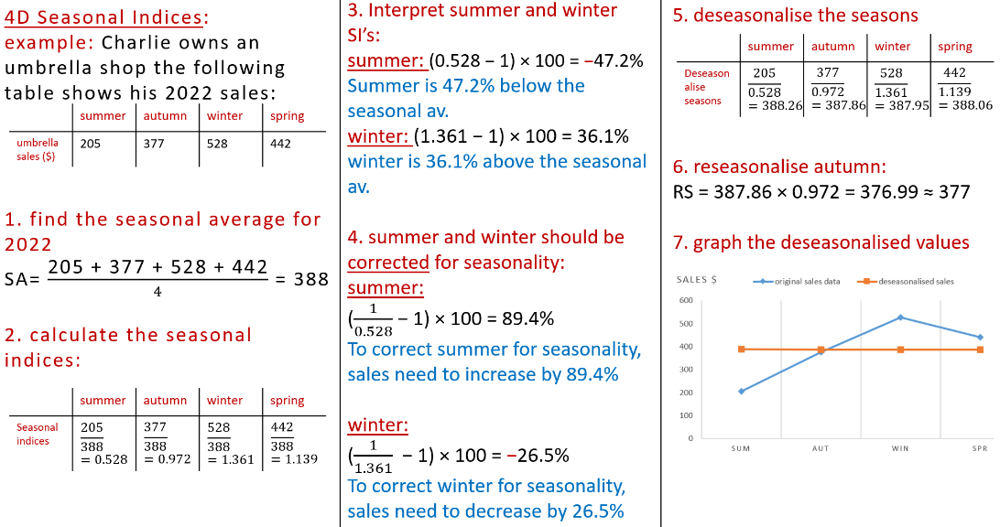 4D Seasonal Indices:
example: Charlie owns an
umbrella shop the following
table shows his 2022 sales:
summer autumn winter spring
umbrella
sales ($) 205 377 528 442
1. find the seasonal average for
2022
SA= (205 + 377 + 528 + 442)/4 = 388
2. calculate the seasonal
indices:
summer autumn winter spring
Seasonal
indices
205/388 377/388 528/388 442/388
= 0.528 = 0.972 = 1.361 = 1.139
3. Interpret summer and winter
SI's:
summer: (0.528 − 1) × 100 = −47.2%
Summer is 47.2% below the
seasonal av.
winter: (1.361 − 1) × 100 = 36.1%
winter is 36.1% above the seasonal
av.
4. summer and winter should be
corrected for seasonality:
summer:
(1/0.528 − 1) × 100 = 89.4%
To correct summer for seasonality,
sales need to increase by 89.4%
winter:
(1/1.361 − 1) × 100 = −26.5%
To correct winter for seasonality,
sales need to decrease by 26.5%
5. deseasonalise the seasons
summer autumn winter spring
Deseason
alise
seasons
205/0.528 377/0.972 528/1.361 442/1.139
= 388.26 = 387.86 = 387.95 = 388.06
6. reseasonalise autumn:
RS = 387.86 × 0.972 = 376.99 ≈ 377
7. graph the deseasonalised values
SALES $ original sales data deseasonalised sales
600
500
400
300
200
100
0
SUM AUT WIN SPR